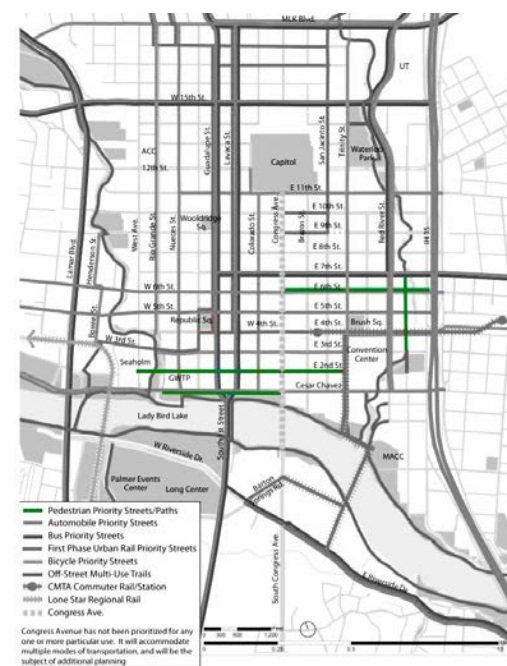 MLK Blvd.
UT
W 15th St.
Guadalupe St.
Lavaca St.
San Jacinto St.
Trinity St.
ACC
12th St.
Capitol
Waterloo
Park
E 11th St.
Lamar Blvd
Henderson St
West Ave.
Rio Grande St
Nueces St.
Wooldridge
Sq.
Colorado St.
Congress Ave.
Brazos St.
E 10th St.
E 9th St.
E 8th St.
Red River St.
IH 35
E 7th St.
W 6th St.
E 6th St.
W 5th St.
E 5th St.
Bowie St.
Republic Sq.
W 4th St.
E 4th St.
Brush Sq.
W 3rd St.
E 3rd St.
Convention
Center
Seaholm
E 2nd St.
GWTP
Cesar Chavez
Lady Bird Lake
South 1st Street
W Riverside Dr.
MACC
Palmer Events
Center
Long Center
Barton
Springs Rd.
South Congress Ave.
E Riverside Dr.
Pedestrian Priority Streets/Paths
Automobile Priority Streets
Bus Priority Streets
First Phase Urban Rail Priority Streets
Bicycle Priority Streets
Off-Street Multi-Use Trails
CMTA Commuter Rail/Station
Lone Star Regional Rail
Congress Ave.
Congress Avenue has not been prioritized for any
one or more particular use. It will accommodate
multiple modes of transportation, and will be the
subject of additional planning